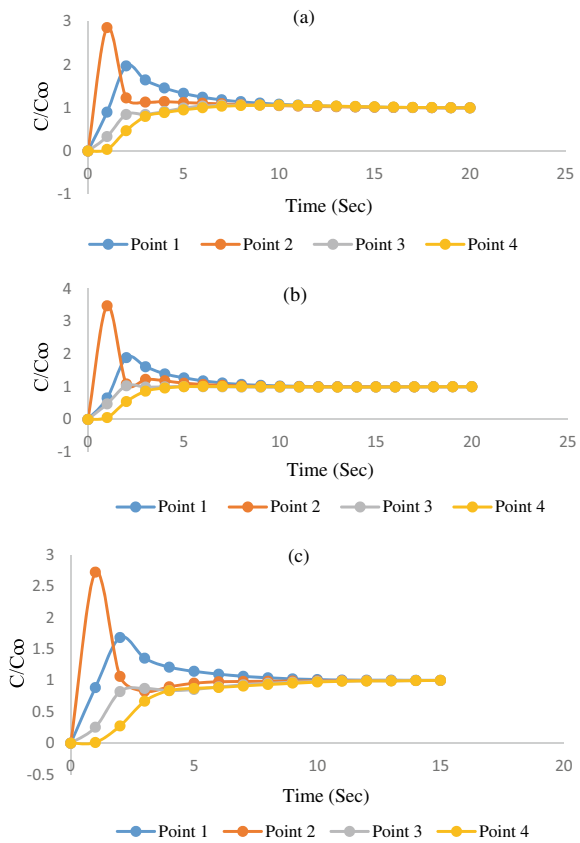 (a)
3
2
1
0
-1
C/C∞
0 5 10 15 20 25
Time (Sec)
Point 1 Point 2 Point 3 Point 4
(b)
4
3
2
1
0
-1
C/C∞
0 5 10 15 20 25
Time (Sec)
Point 1 Point 2 Point 3 Point 4
(c)
3
2.5
2
1.5
1
0.5
0
-0.5
C/C∞
0 5 10 15 20
Time (Sec)
Point 1 Point 2 Point 3 Point 4